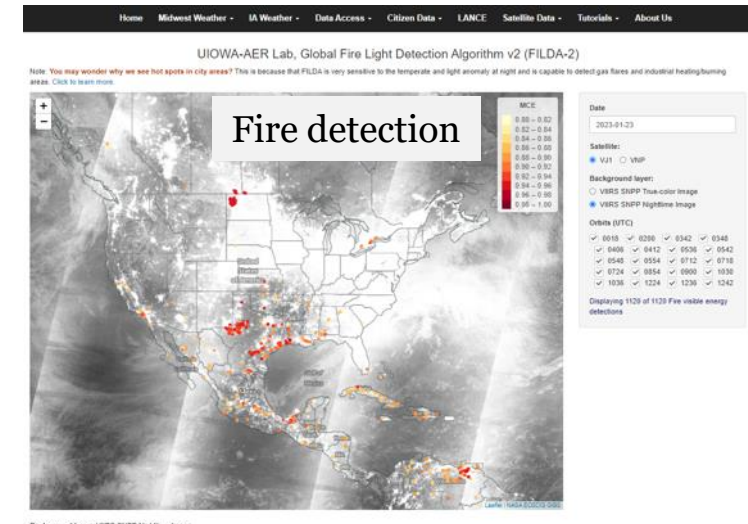 Home Midwest Weather - IA Weather - Data Access - Citizen Data - LANCE Satellite Data - Tutorials - About Us
UIOWA-AER Lab, Global Fire Light Detection Algorithm v2 (FILDA-2)
Note: You may wonder why we see hot spots in city areas? This is because that FILDA is very sensitive to the temperate and light anomaly at night and is capable to detect gas flares and industrial heating/burning
areas. Click to learn more.
+
−
Fire detection
MCE
0.80 – 0.82
0.82 – 0.84
0.84 – 0.86
0.86 – 0.88
0.88 – 0.90
0.90 – 0.92
0.92 – 0.94
0.94 – 0.96
0.96 – 0.98
0.98 – 1.00
United
States
Mexico
Date
2023-01-23
Satellite:
VJ1 VNP
Background layer:
VIIRS SNPP True-color Image
VIIRS SNPP Nighttime Image
Orbits (UTC)
0018 0200 0342 0348
0406 0412 0536 0542
0548 0554 0712 0718
0724 0854 0900 1030
1036 1224 1236 1242
Displaying 1129 of 1129 Fire visible energy
detections
Leaflet | NASA EOSDIS GIBS